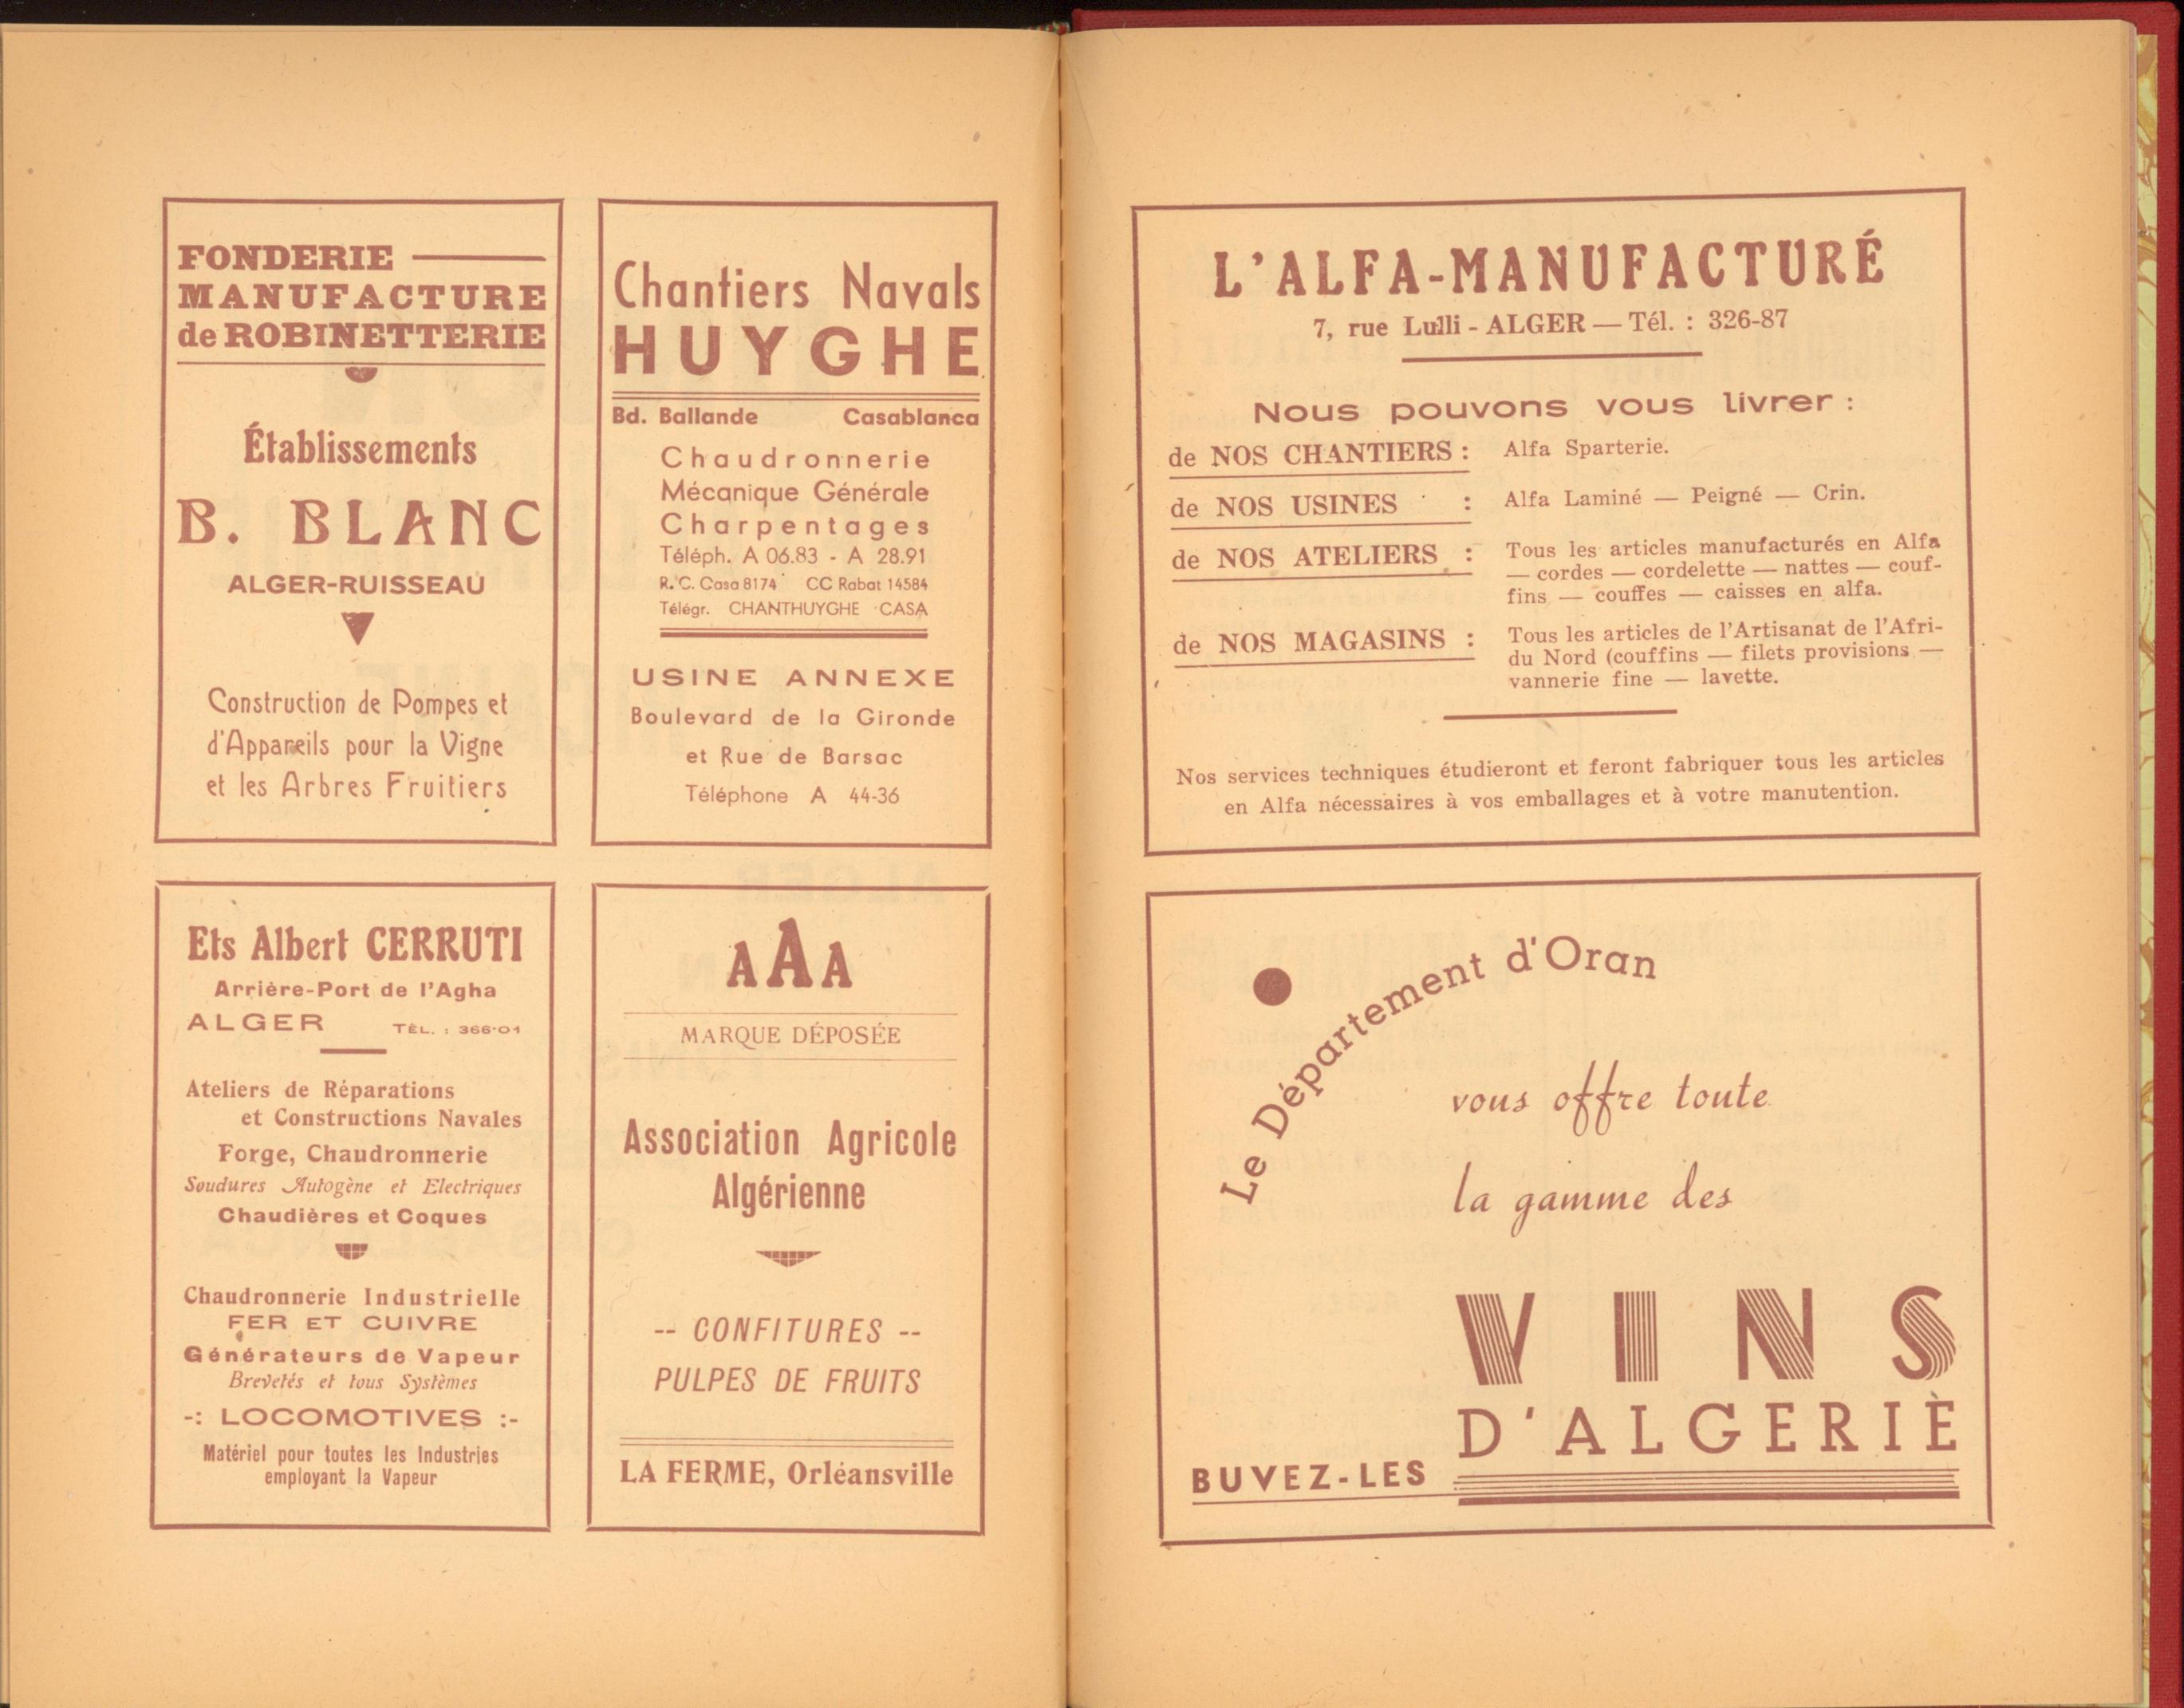 FONDERIE
MANUFACTURE
de ROBINETTERIE
Établissements
B. BLANC
ALGER-RUISSEAU
Construction de Pompes et
d'Appareils pour la Vigne
et les Arbres Fruitiers
Chantiers Navals
HUYGHE
Bd. Ballande Casablanca
Chaudronnerie
Mécanique Générale
Charpentages
Téléph. A 06.83 - A 28.91
R. C. Casa 8174 CC Rabat 14584
Télégr. CHANTHUYGHE CASA
USINE ANNEXE
Boulevard de la Gironde
et Rue de Barsac
Téléphone A 44-36
Ets Albert CERRUTI
Arrière-Port de l'Agha
ALGER TÉL. : 366-01
Ateliers de Réparations
et Constructions Navales
Forge, Chaudronnerie
Soudures Autogène et Electriques
Chaudières et Coques
Chaudronnerie Industrielle
FER ET CUIVRE
Générateurs de Vapeur
Brevetés et tous Systèmes
-: LOCOMOTIVES :-
Matériel pour toutes les Industries
employant la Vapeur
AAA
MARQUE DÉPOSÉE
Association Agricole
Algérienne
-- CONFITURES --
PULPES DE FRUITS
LA FERME, Orléansville
L'ALFA-MANUFACTURÉ
7, rue Lulli - ALGER — Tél. : 326-87
Nous pouvons vous livrer :
de NOS CHANTIERS : Alfa Sparterie.
de NOS USINES : Alfa Laminé — Peigné — Crin.
de NOS ATELIERS : Tous les articles manufacturés en Alfa
— cordes — cordelette — nattes — couf-
fins — couffes — caisses en alfa.
de NOS MAGASINS : Tous les articles de l'Artisanat de l'Afri-
du Nord (couffins — filets provisions —
vannerie fine — lavette.
Nos services techniques étudieront et feront fabriquer tous les articles
en Alfa nécessaires à vos emballages et à votre manutention.
Le Département d'Oran
vous offre toute
la gamme des
VINS
D'ALGERIE
BUVEZ-LES